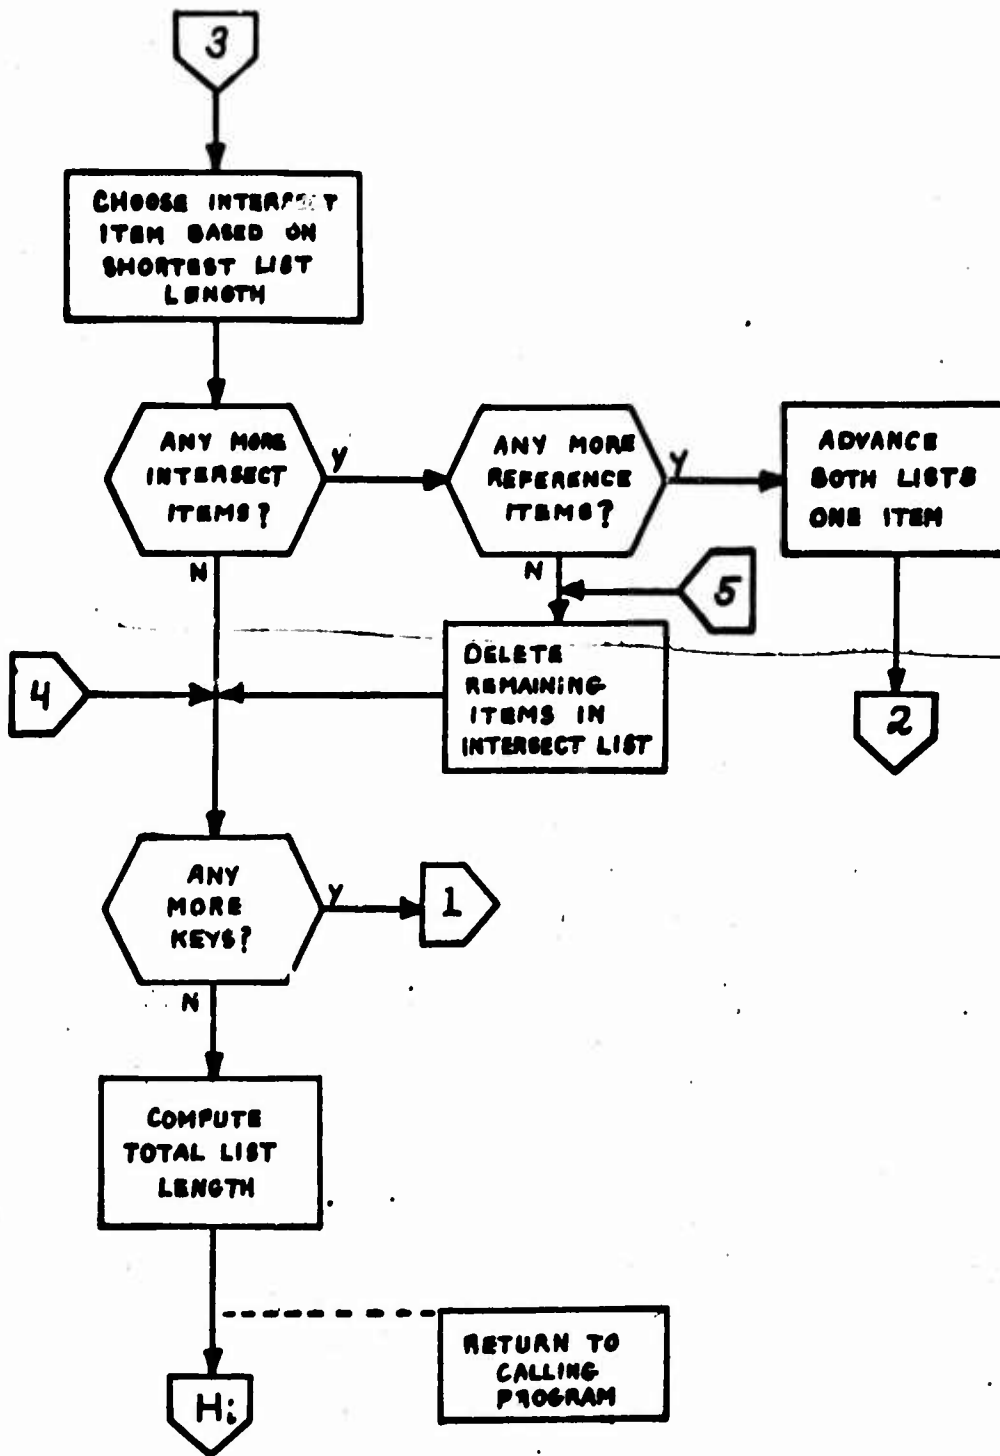 3
CHOOSE INTERSECT
ITEM BASED ON
SHORTEST LIST
LENGTH
ANY MORE
INTERSECT
ITEMS?
Y
N
ANY MORE
REFERENCE
ITEMS?
Y
N
ADVANCE
BOTH LISTS
ONE ITEM
5
DELETE
REMAINING
ITEMS IN
INTERSECT LIST
4
2
ANY
MORE
KEYS?
Y
N
1
COMPUTE
TOTAL LIST
LENGTH
RETURN TO
CALLING
PROGRAM
Hi